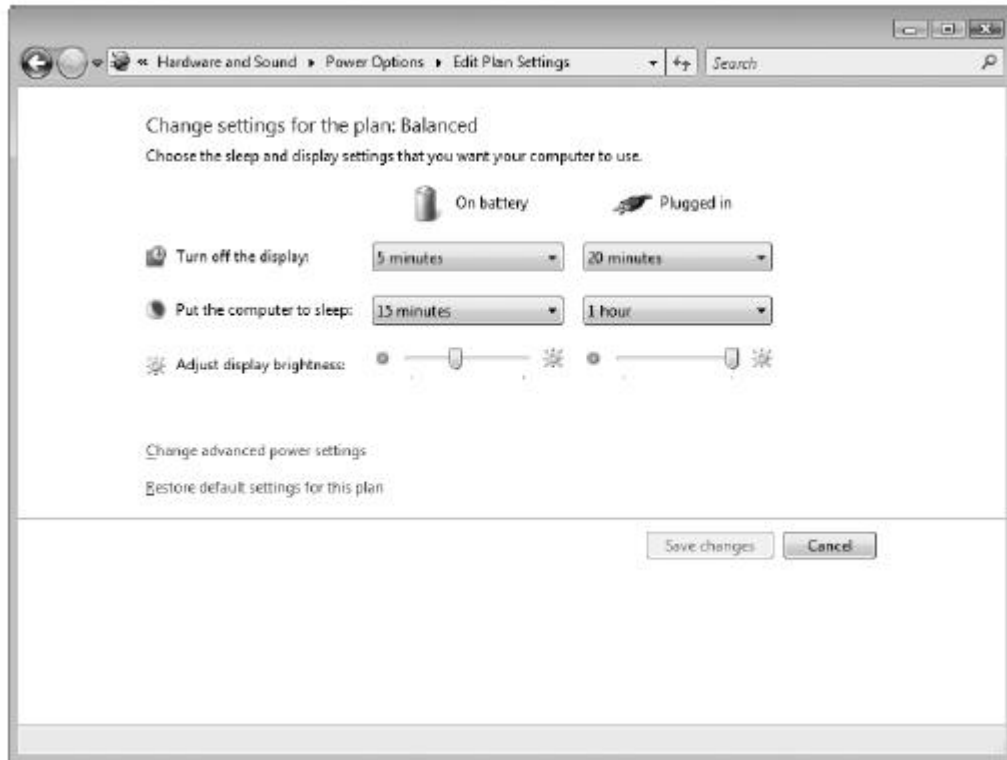 « Hardware and Sound ▸ Power Options ▸ Edit Plan Settings Search
Change settings for the plan: Balanced
Choose the sleep and display settings that you want your computer to use.
On battery Plugged in
Turn off the display: 5 minutes 20 minutes
Put the computer to sleep: 15 minutes 1 hour
Adjust display brightness:
Change advanced power settings
Restore default settings for this plan
Save changes Cancel